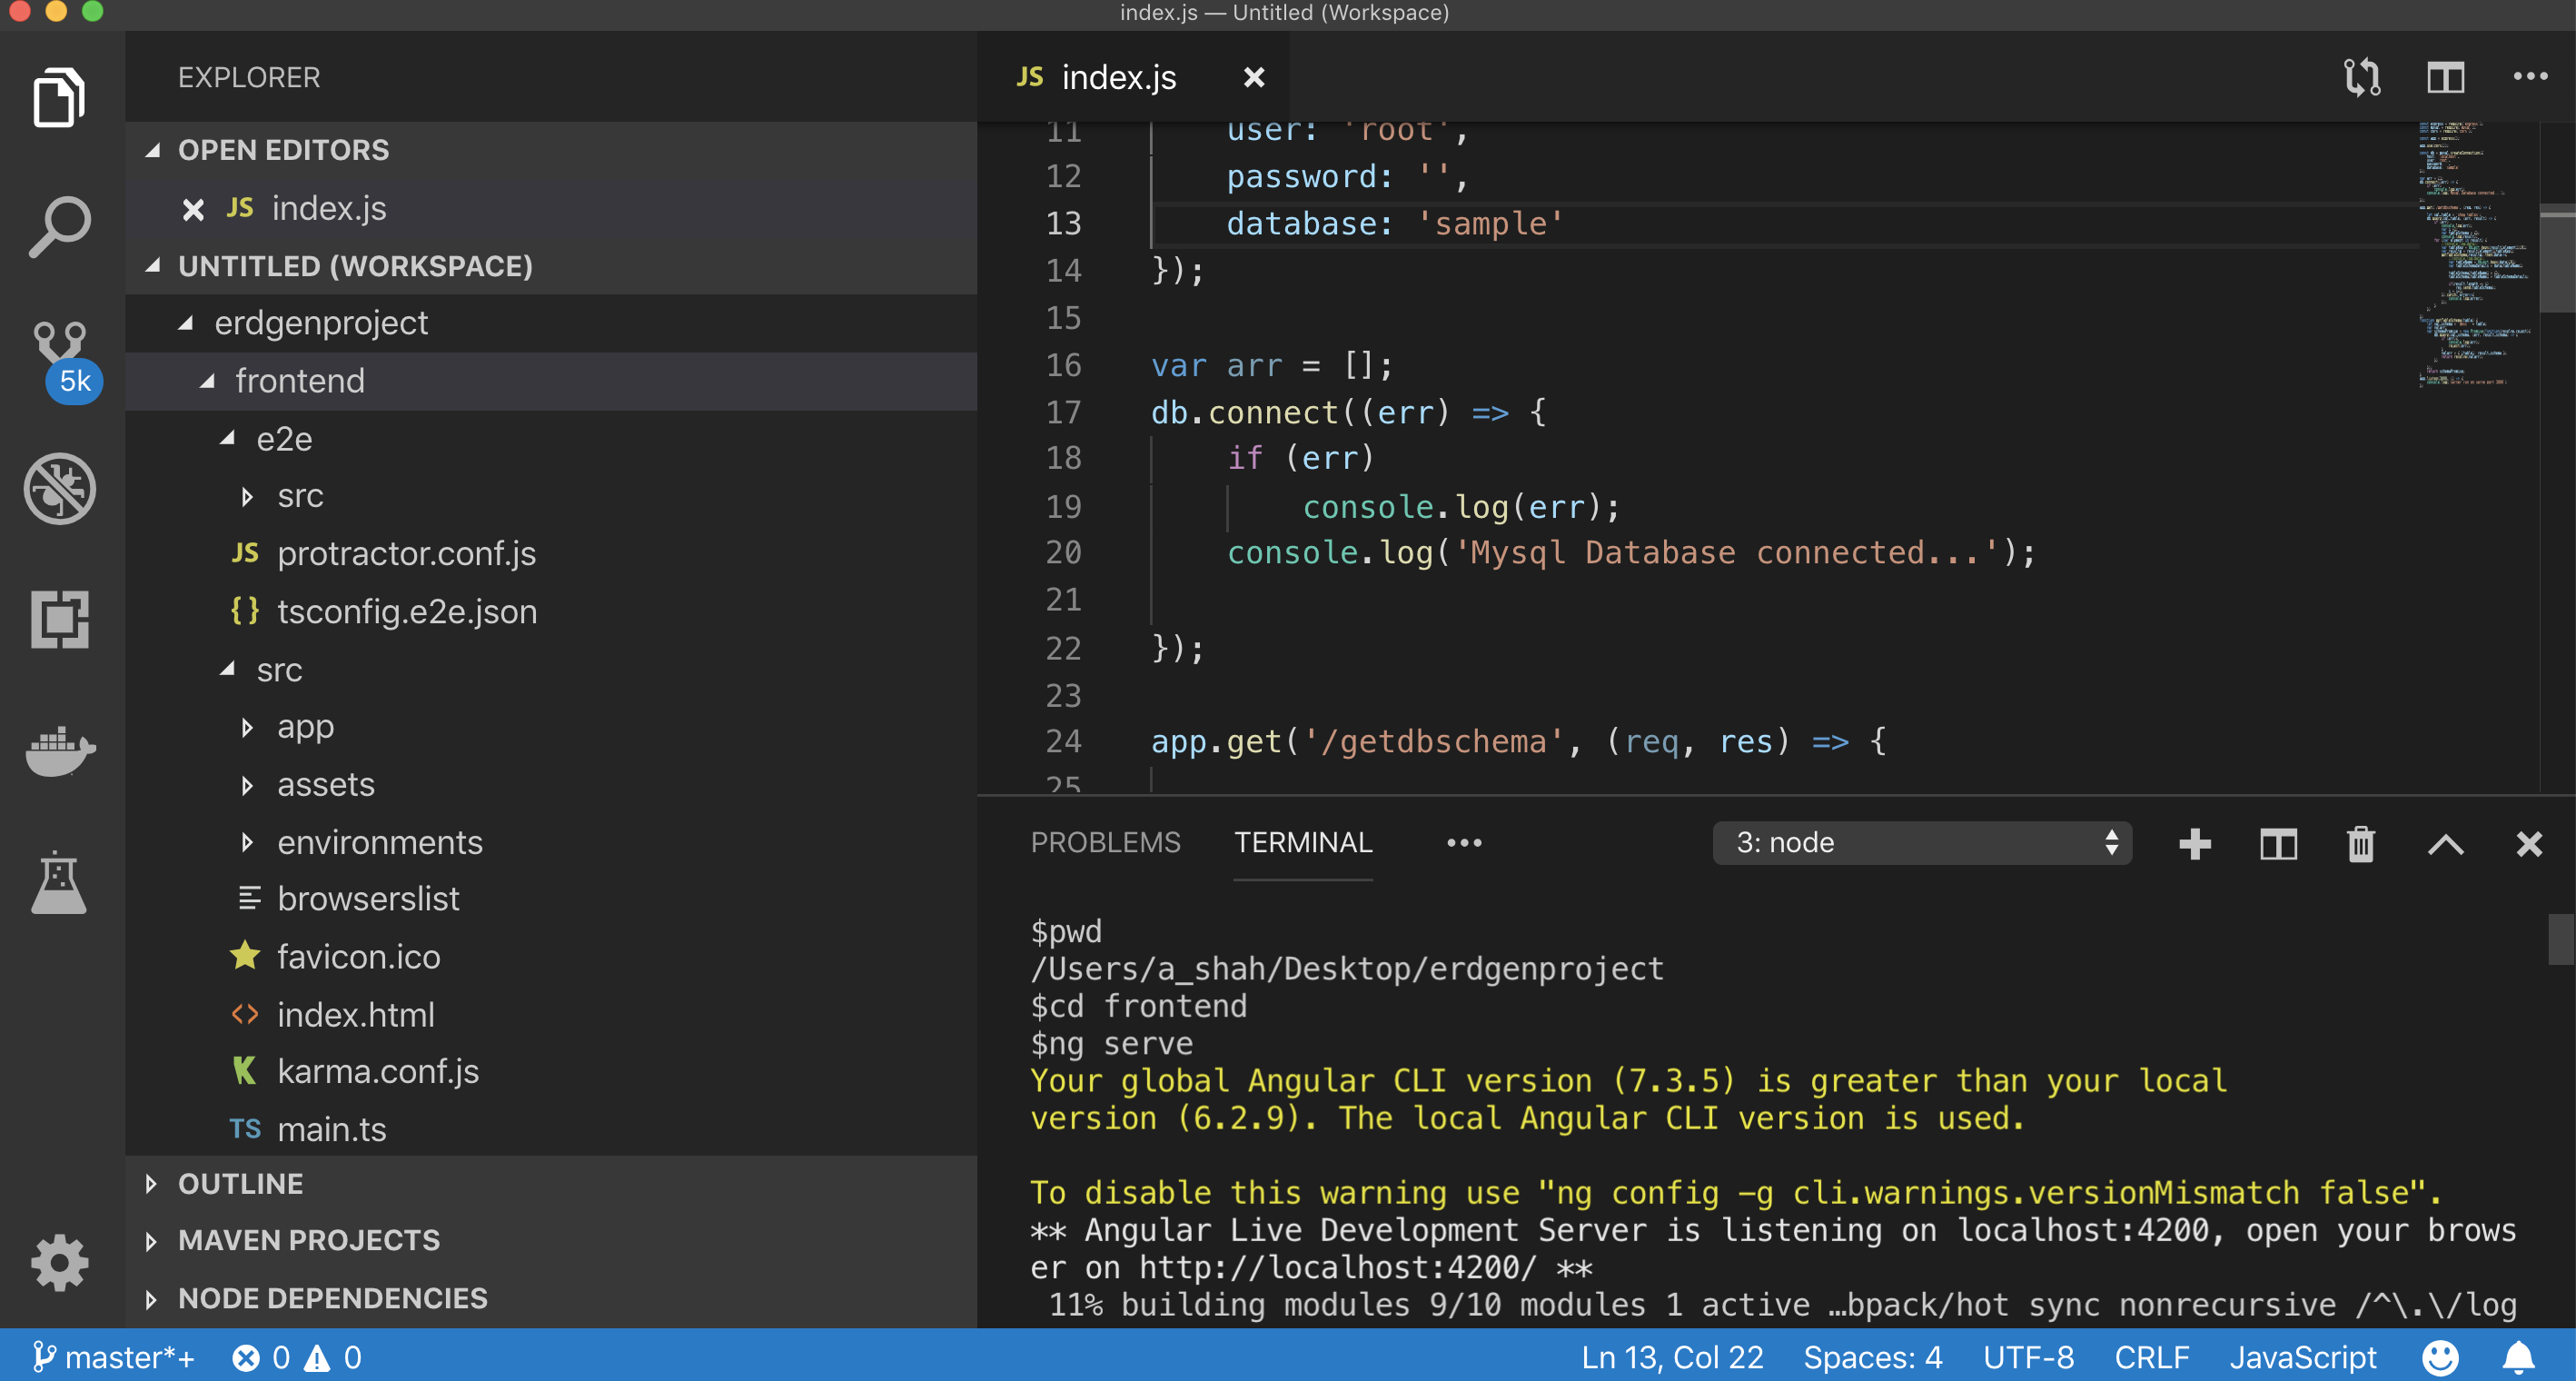 index.js — Untitled (Workspace)
EXPLORER
OPEN EDITORS
JS index.js
UNTITLED (WORKSPACE)
erdgenproject
frontend
e2e
src
JS protractor.conf.js
{} tsconfig.e2e.json
src
app
assets
environments
browserslist
favicon.ico
<> index.html
karma.conf.js
TS main.ts
OUTLINE
MAVEN PROJECTS
NODE DEPENDENCIES
5k
JS index.js
11 user: 'root',
12 password: '',
13 database: 'sample'
14 });
15
16 var arr = [];
17 db.connect((err) => {
18 if (err)
19 console.log(err);
20 console.log('Mysql Database connected...');
21
22 });
23
24 app.get('/getdbschema', (req, res) => {
25
PROBLEMS TERMINAL ••• 3: node
$pwd
/Users/a_shah/Desktop/erdgenproject
$cd frontend
$ng serve
Your global Angular CLI version (7.3.5) is greater than your local
version (6.2.9). The local Angular CLI version is used.
To disable this warning use "ng config -g cli.warnings.versionMismatch false".
** Angular Live Development Server is listening on localhost:4200, open your brows
er on http://localhost:4200/ **
11% building modules 9/10 modules 1 active …bpack/hot sync nonrecursive /^\.\/log
master*+ 0 0 Ln 13, Col 22 Spaces: 4 UTF-8 CRLF JavaScript